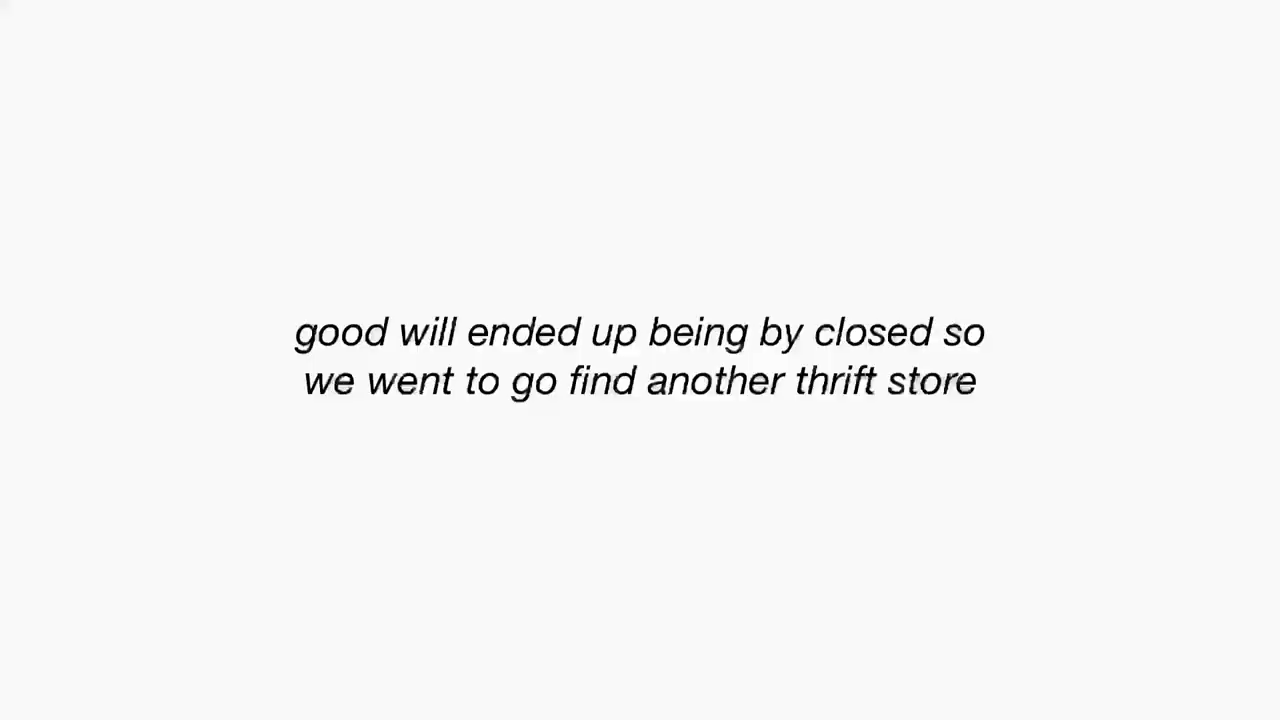 good will ended up being by closed so
we went to go find another thrift store